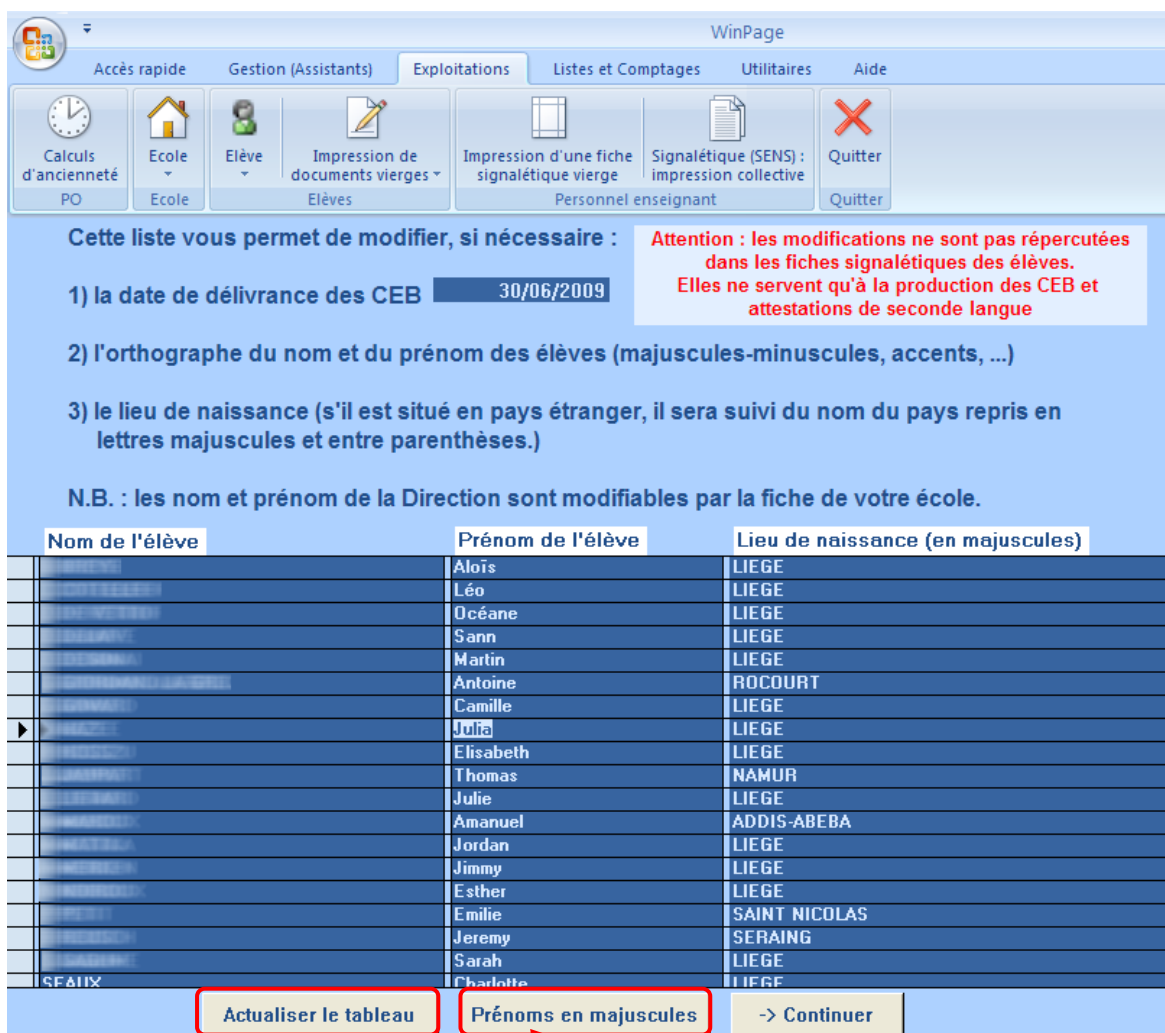 WinPage
Accès rapide Gestion (Assistants) Exploitations Listes et Comptages Utilitaires Aide
Calculs d'ancienneté
Ecole
Elève
Impression de documents vierges
Impression d'une fiche signalétique vierge
Signalétique (SENS) : impression collective
Quitter
PO Ecole Elèves Personnel enseignant Quitter
Cette liste vous permet de modifier, si nécessaire :
Attention : les modifications ne sont pas répercutées
dans les fiches signalétiques des élèves.
Elles ne servent qu'à la production des CEB et
attestations de seconde langue
1) la date de délivrance des CEB 30/06/2009
2) l'orthographe du nom et du prénom des élèves (majuscules-minuscules, accents, ...)
3) le lieu de naissance (s'il est situé en pays étranger, il sera suivi du nom du pays repris en
lettres majuscules et entre parenthèses.)
N.B. : les nom et prénom de la Direction sont modifiables par la fiche de votre école.
Nom de l'élève Prénom de l'élève Lieu de naissance (en majuscules)
Aloïs LIEGE
Léo LIEGE
Océane LIEGE
Sann LIEGE
Martin LIEGE
Antoine ROCOURT
Camille LIEGE
Julia LIEGE
Elisabeth LIEGE
Thomas NAMUR
Julie LIEGE
Amanuel ADDIS-ABEBA
Jordan LIEGE
Jimmy LIEGE
Esther LIEGE
Emilie SAINT NICOLAS
Jeremy SERAING
Sarah LIEGE
SEAUX Charlotte LIEGE
Actualiser le tableau Prénoms en majuscules -> Continuer